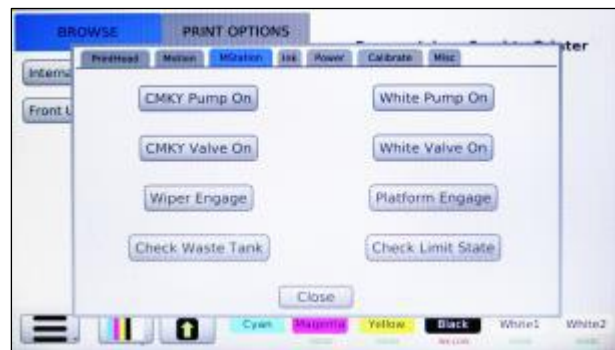 BROWSE PRINT OPTIONS
Printhead Motion MStation Ink Power Calibrate Misc
CMKY Pump On White Pump On
CMKY Valve On White Valve On
Wiper Engage Platform Engage
Check Waste Tank Check Limit State
Close
Cyan Magenta Yellow Black White1 White2